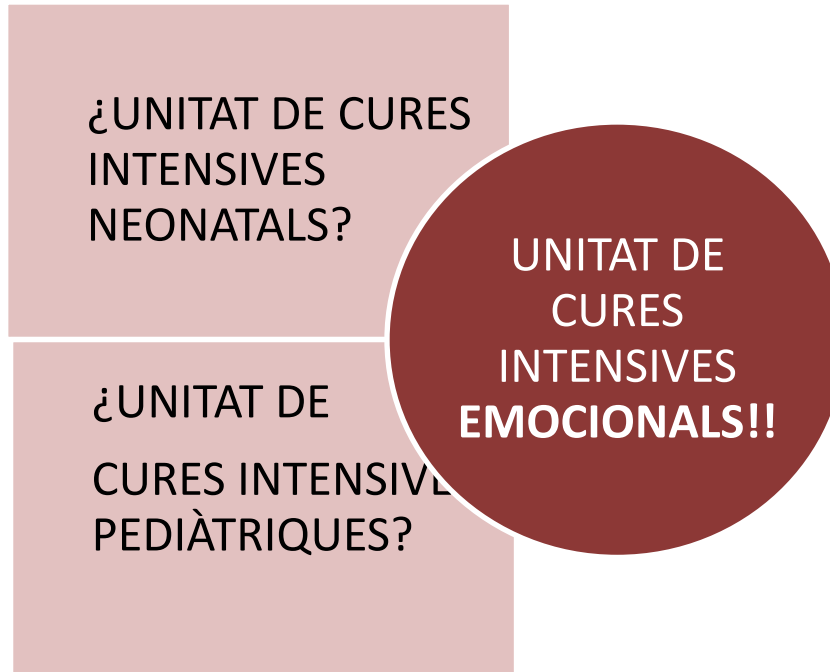 ¿UNITAT DE CURES
INTENSIVES
NEONATALS?
¿UNITAT DE
CURES INTENSIVE
PEDIÀTRIQUES?
UNITAT DE
CURES
INTENSIVES
EMOCIONALS!!